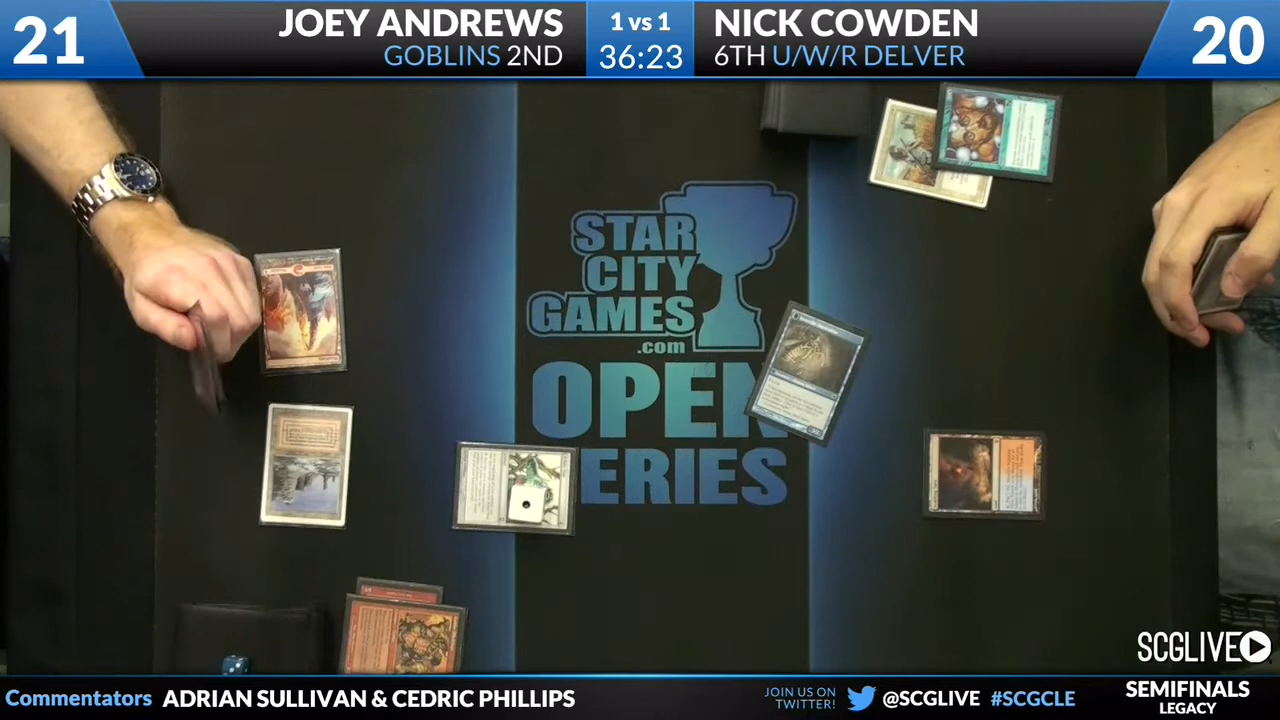 21
JOEY ANDREWS
GOBLINS 2ND
1 vs 1
36:23
NICK COWDEN
6TH U/W/R DELVER
20
STAR
CITY
GAMES
.com
OPEN
ERIES
SCGLIVE
Commentators ADRIAN SULLIVAN & CEDRIC PHILLIPS
JOIN US ON
TWITTER!
@SCGLIVE #SCGCLE
SEMIFINALS
LEGACY